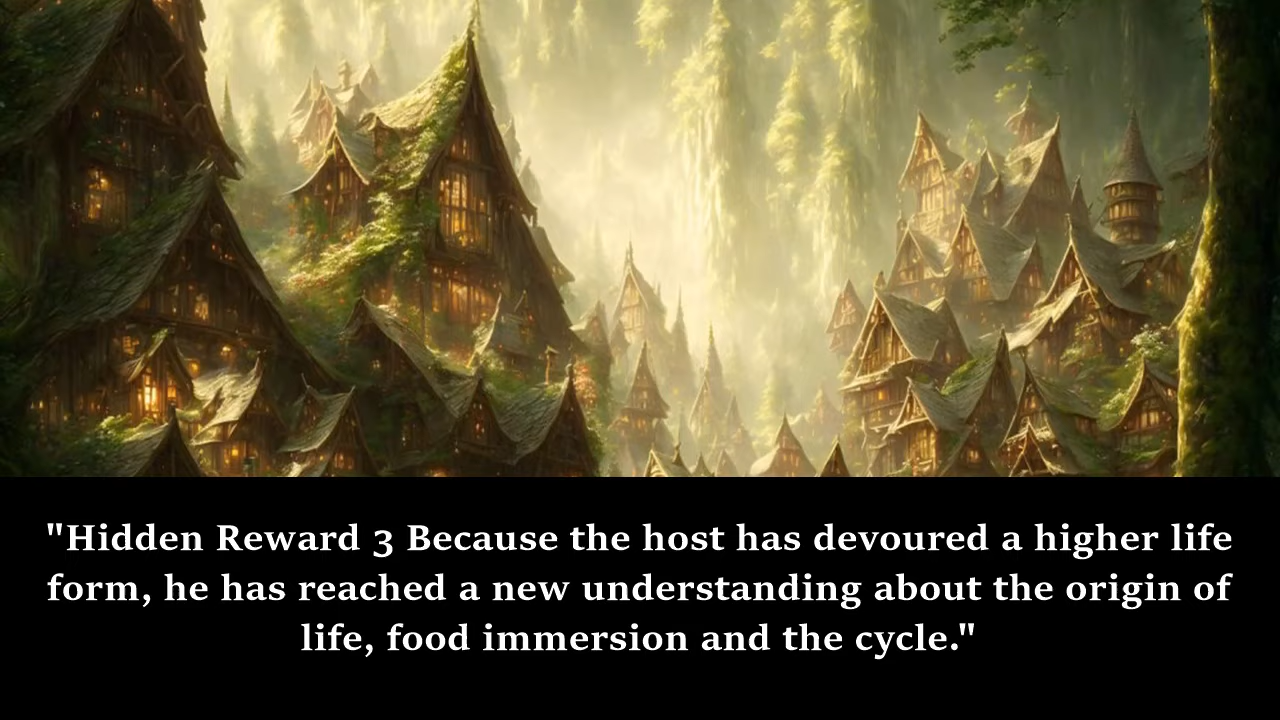 "Hidden Reward 3 Because the host has devoured a higher life
form, he has reached a new understanding about the origin of
life, food immersion and the cycle."